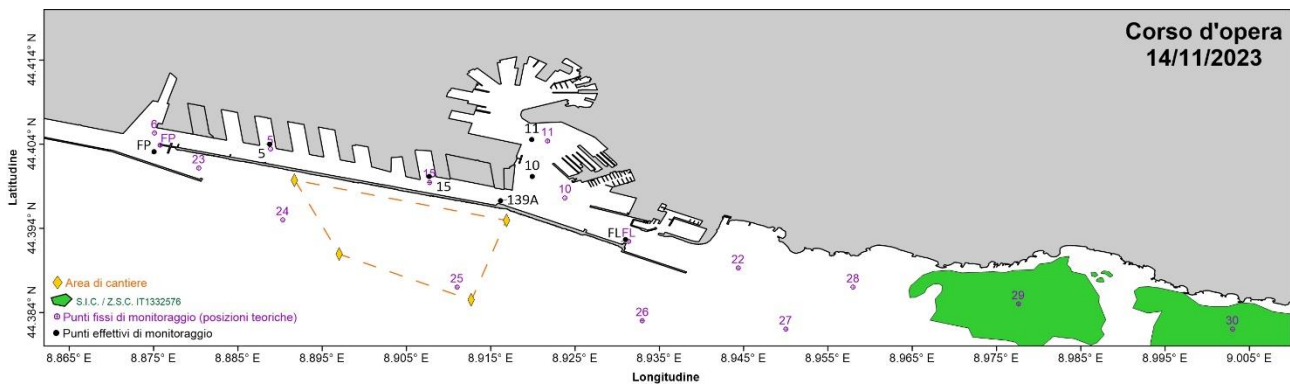 Corso d'opera
14/11/2023
44.414° N
44.404° N
44.394° N
44.384° N
Latitudine
6
FP
FP
23
5
5
15
15
11
11
10
10
139A
24
25
FL
FL
22
28
26
27
29
30
Area di cantiere
S.I.C. / Z.S.C. IT1332576
Punti fissi di monitoraggio (posizioni teoriche)
Punti effettivi di monitoraggio
8.865° E 8.875° E 8.885° E 8.895° E 8.905° E 8.915° E 8.925° E 8.935° E 8.945° E 8.955° E 8.965° E 8.975° E 8.985° E 8.995° E 9.005° E
Longitudine